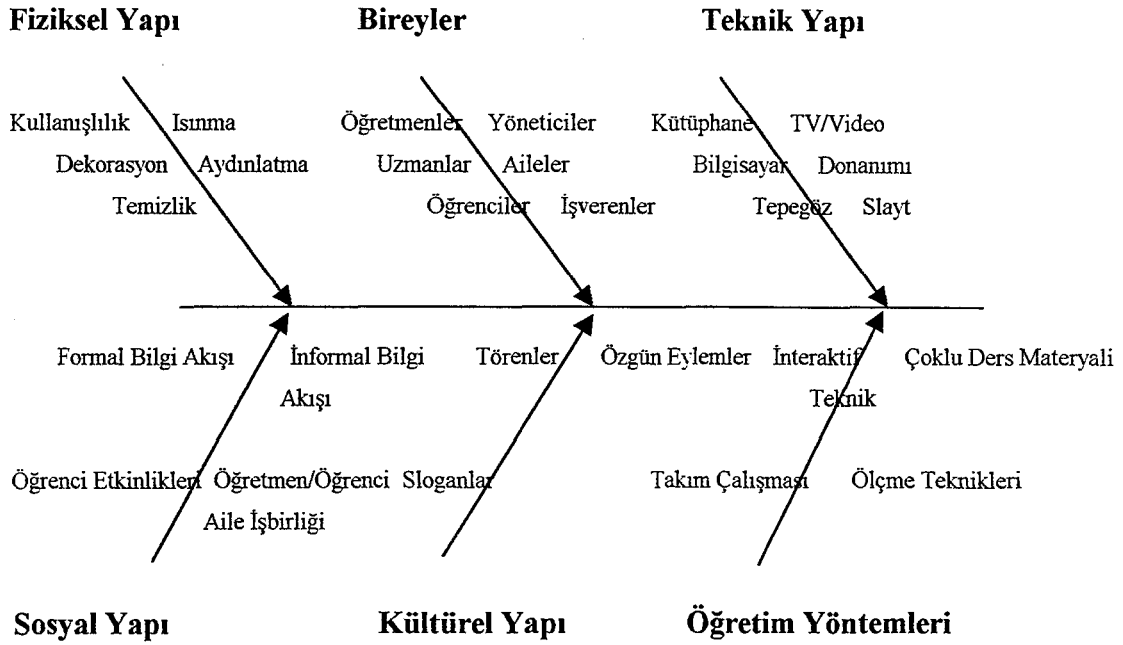 Fiziksel Yapı Bireyler Teknik Yapı
Kullanışlılık Isınma Öğretmenler Yöneticiler Kütüphane TV/Video
Dekorasyon Aydınlatma Uzmanlar Aileler Bilgisayar Donanımı
Temizlik Öğrenciler İşverenler Tepegöz Slayt
Formal Bilgi Akışı İnformal Bilgi Törenler Özgün Eylemler İnteraktif Çoklu Ders Materyali
Akışı Teknik
Öğrenci Etkinlikleri Öğretmen/Öğrenci Sloganlar Takım Çalışması Ölçme Teknikleri
Aile İşbirliği
Sosyal Yapı Kültürel Yapı Öğretim Yöntemleri